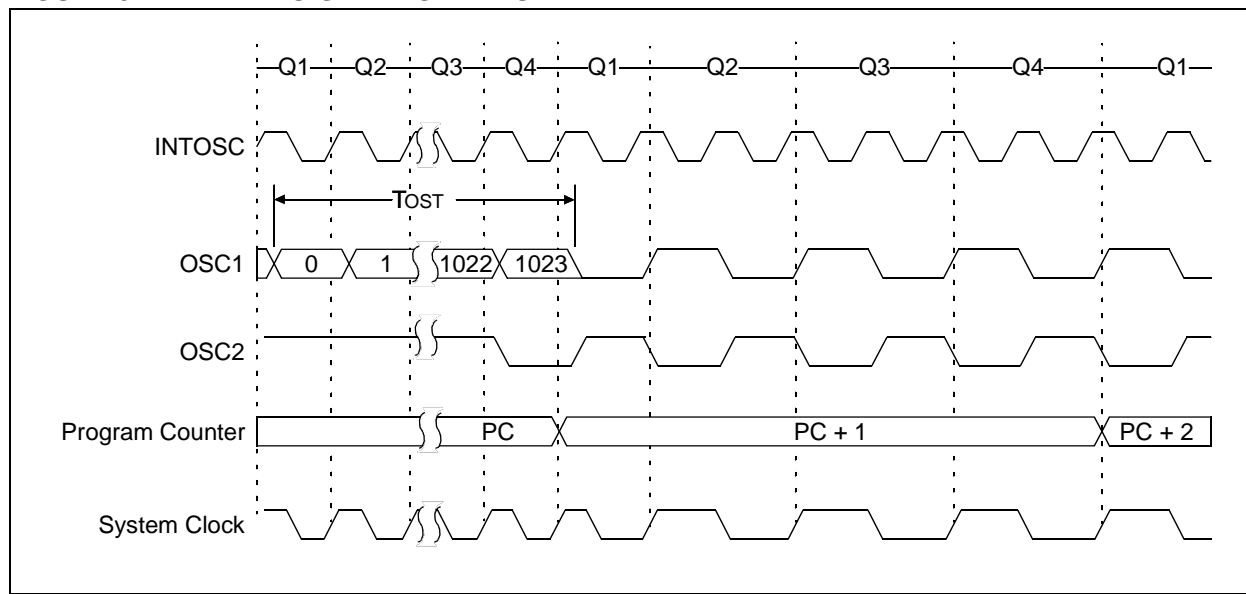 Q1 Q2 Q3 Q4 Q1 Q2 Q3 Q4 Q1
INTOSC
TOST
OSC1 0 1 1022 1023
OSC2
Program Counter PC PC + 1 PC + 2
System Clock